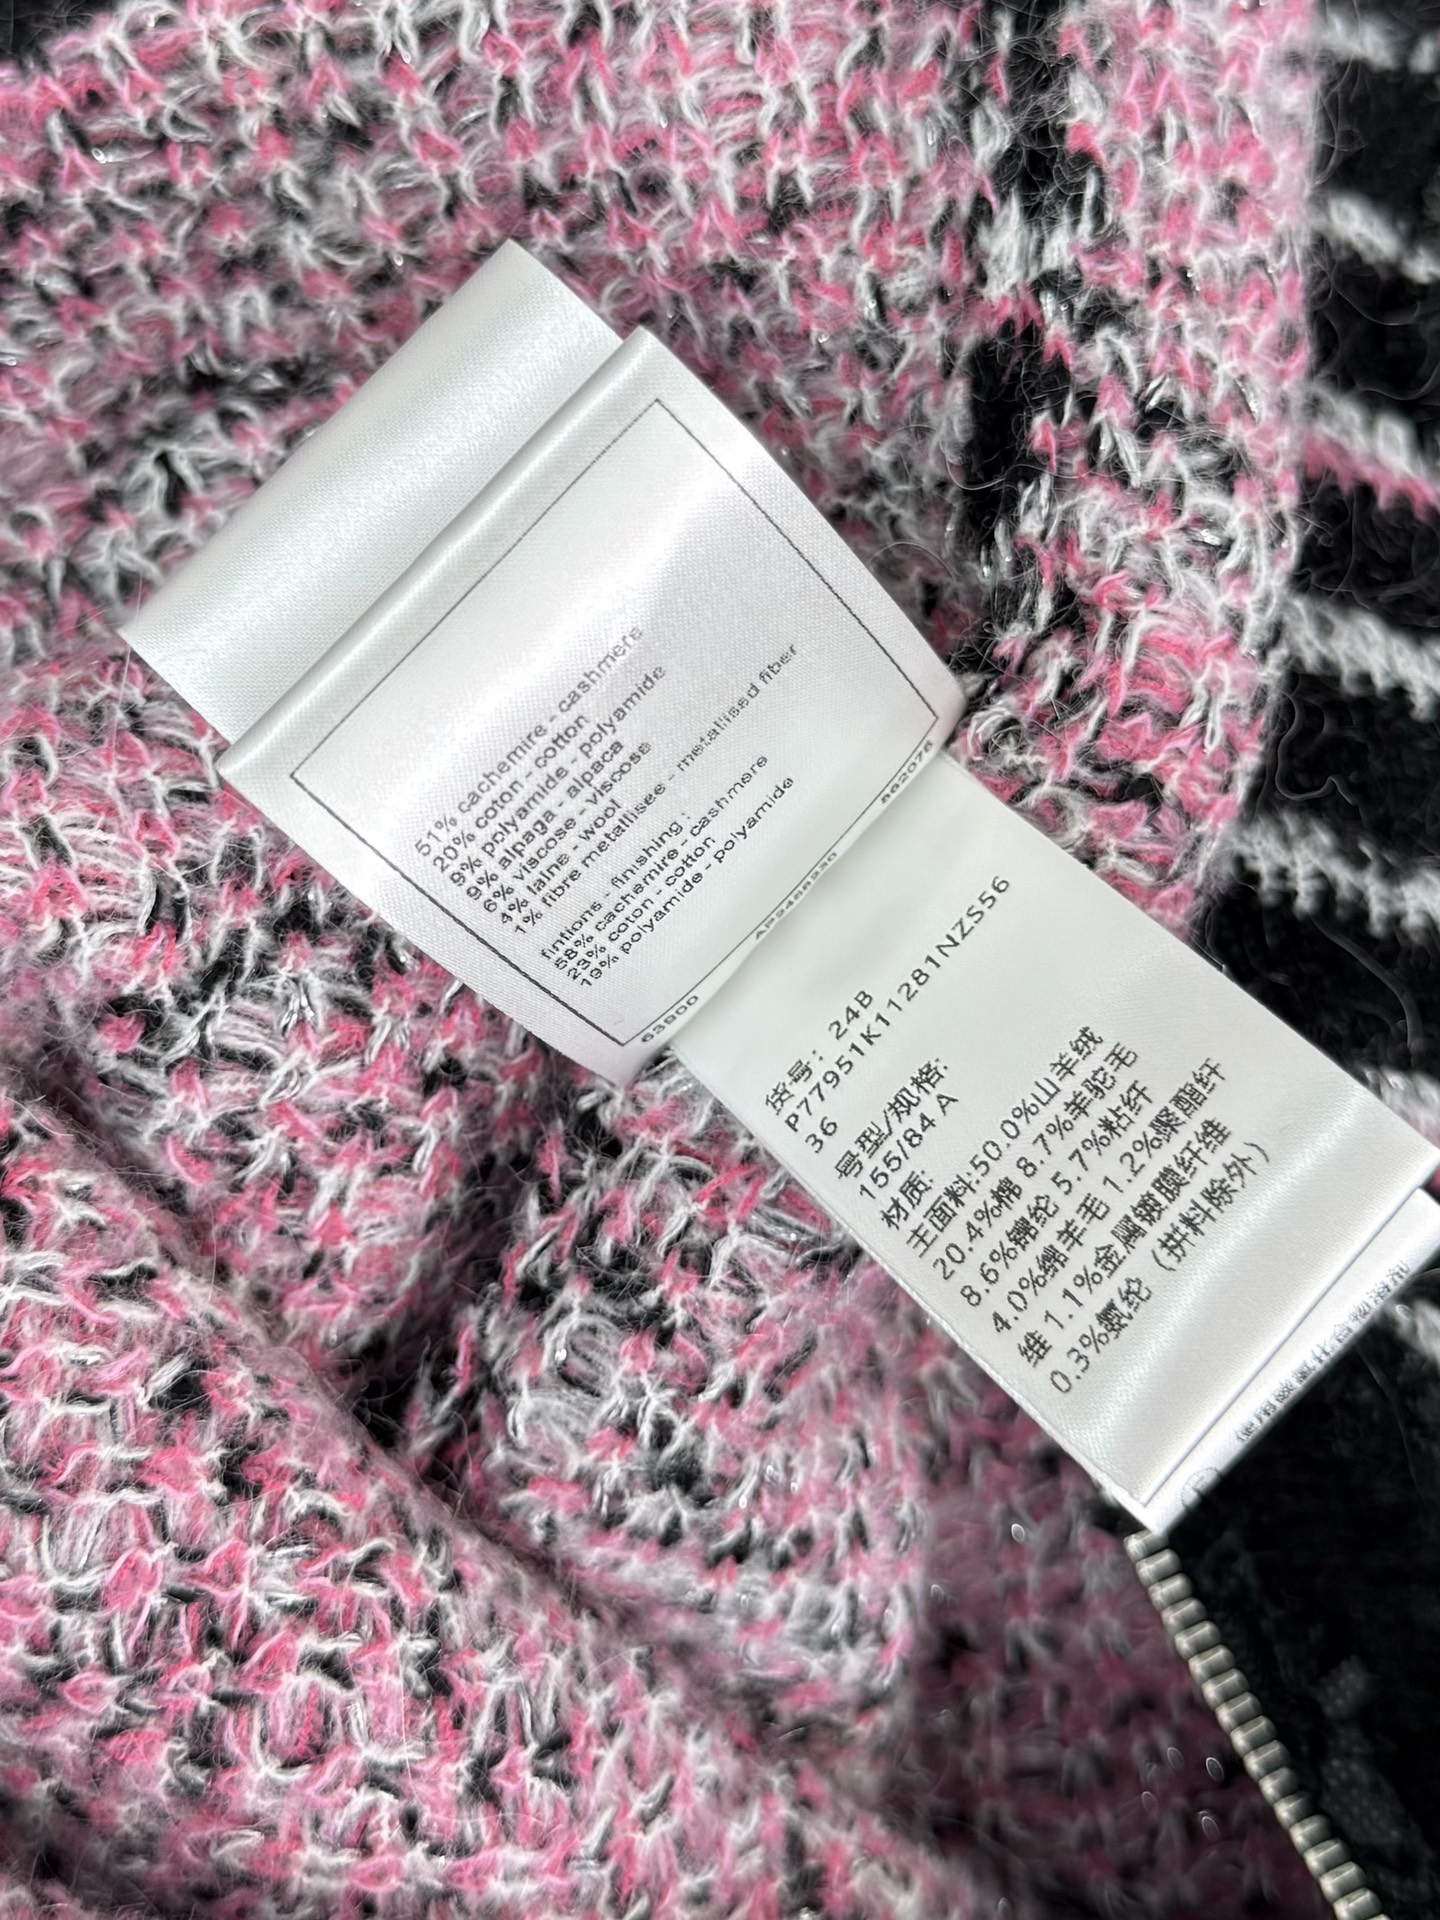 51% cachemire - cashmere
20% coton - cotton
9% polyamide - polyamide
9% alpaga - alpaca
6% viscose - viscose
4% laine - wool
1% fibre metallisee - metallised fiber
fintions - finishing :
58% cachemire - cashmere
23% coton - cotton
19% polyamide - polyamide
63900
AP2468230
562076
货号: 24B
P77951K11281NZS56
36
号型/规格:
155/84 A
材质:
主面料:50.0%山羊绒
20.4%棉 8.7%羊驼毛
8.6%锦纶 5.7%粘纤
4.0%绵羊毛 1.2%聚酯纤
维 1.1%金属镀膜纤维
0.3%氨纶 (拼料除外)